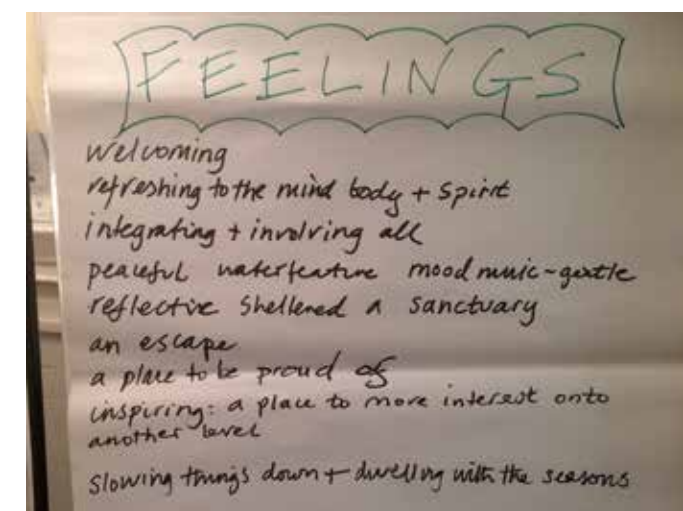 FEELINGS
welcoming
refreshing to the mind body + spirit
integrating + involving all
peaceful waterfeature mood music - gentle
reflective sheltered a sanctuary
an escape
a place to be proud of
inspiring: a place to move interest onto
another level
slowing things down + dwelling with the seasons